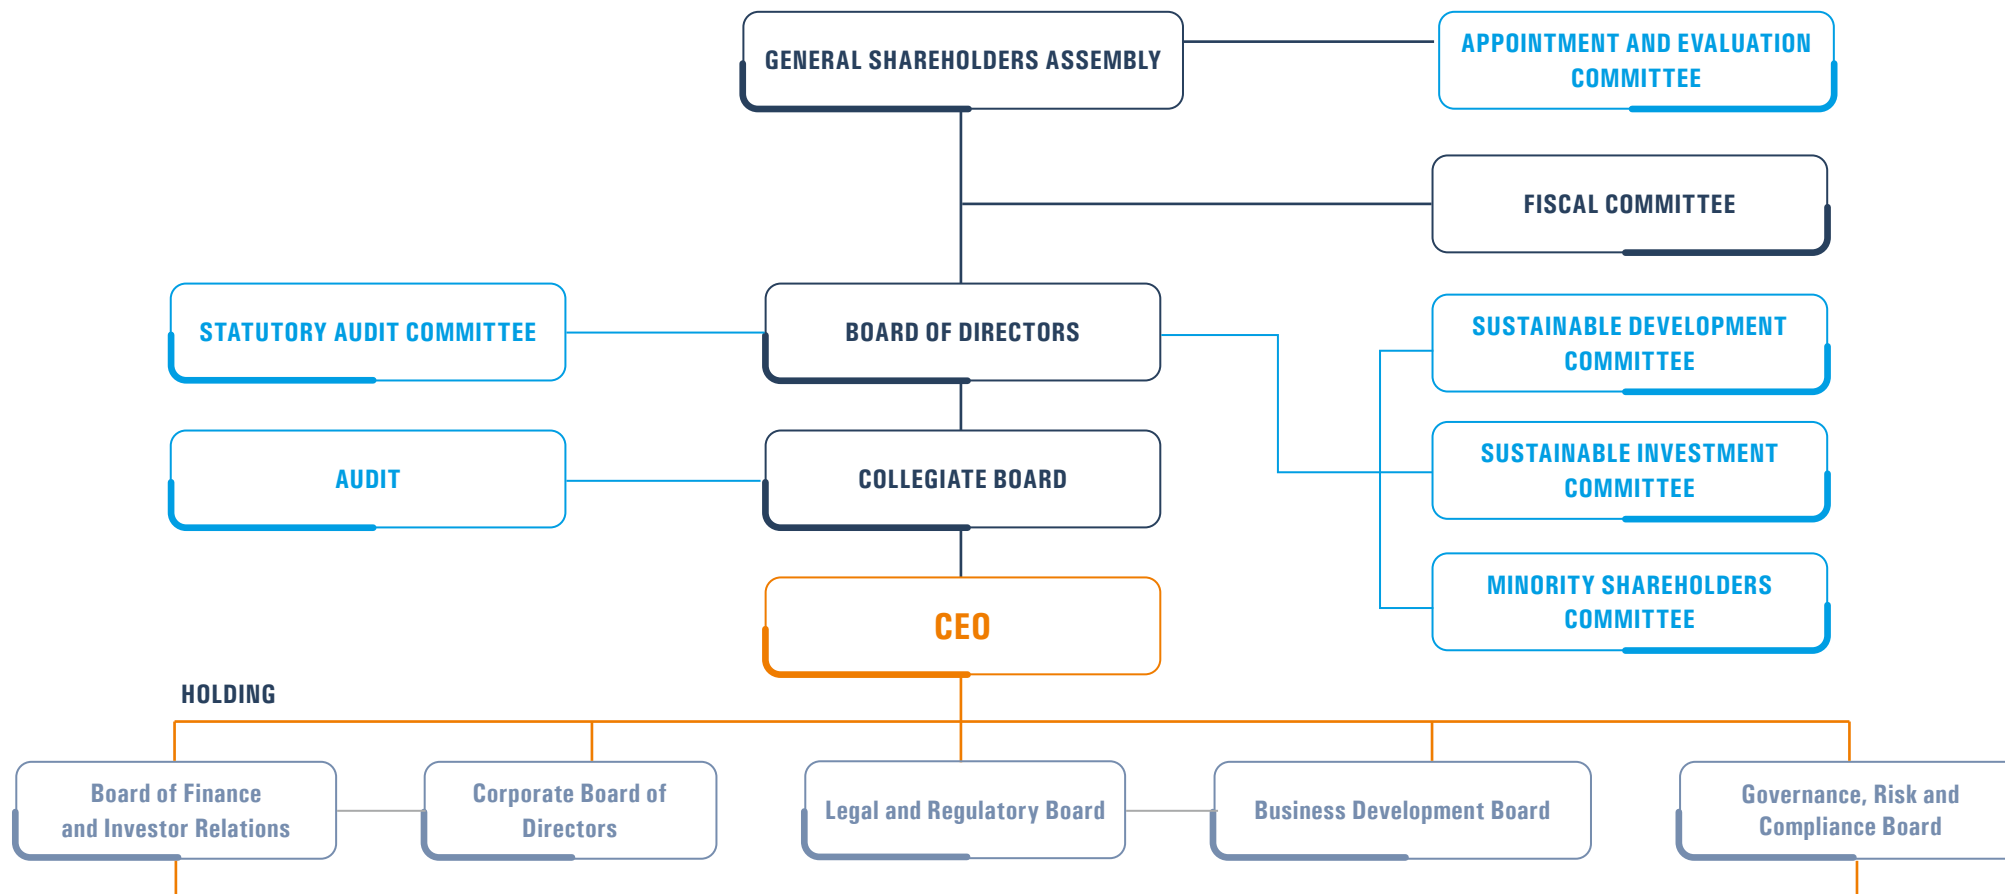 GENERAL SHAREHOLDERS ASSEMBLY
APPOINTMENT AND EVALUATION
COMMITTEE
FISCAL COMMITTEE
STATUTORY AUDIT COMMITTEE
BOARD OF DIRECTORS
SUSTAINABLE DEVELOPMENT
COMMITTEE
AUDIT
COLLEGIATE BOARD
SUSTAINABLE INVESTMENT
COMMITTEE
MINORITY SHAREHOLDERS
COMMITTEE
CEO
HOLDING
Board of Finance
and Investor Relations
Corporate Board of
Directors
Legal and Regulatory Board
Business Development Board
Governance, Risk and
Compliance Board